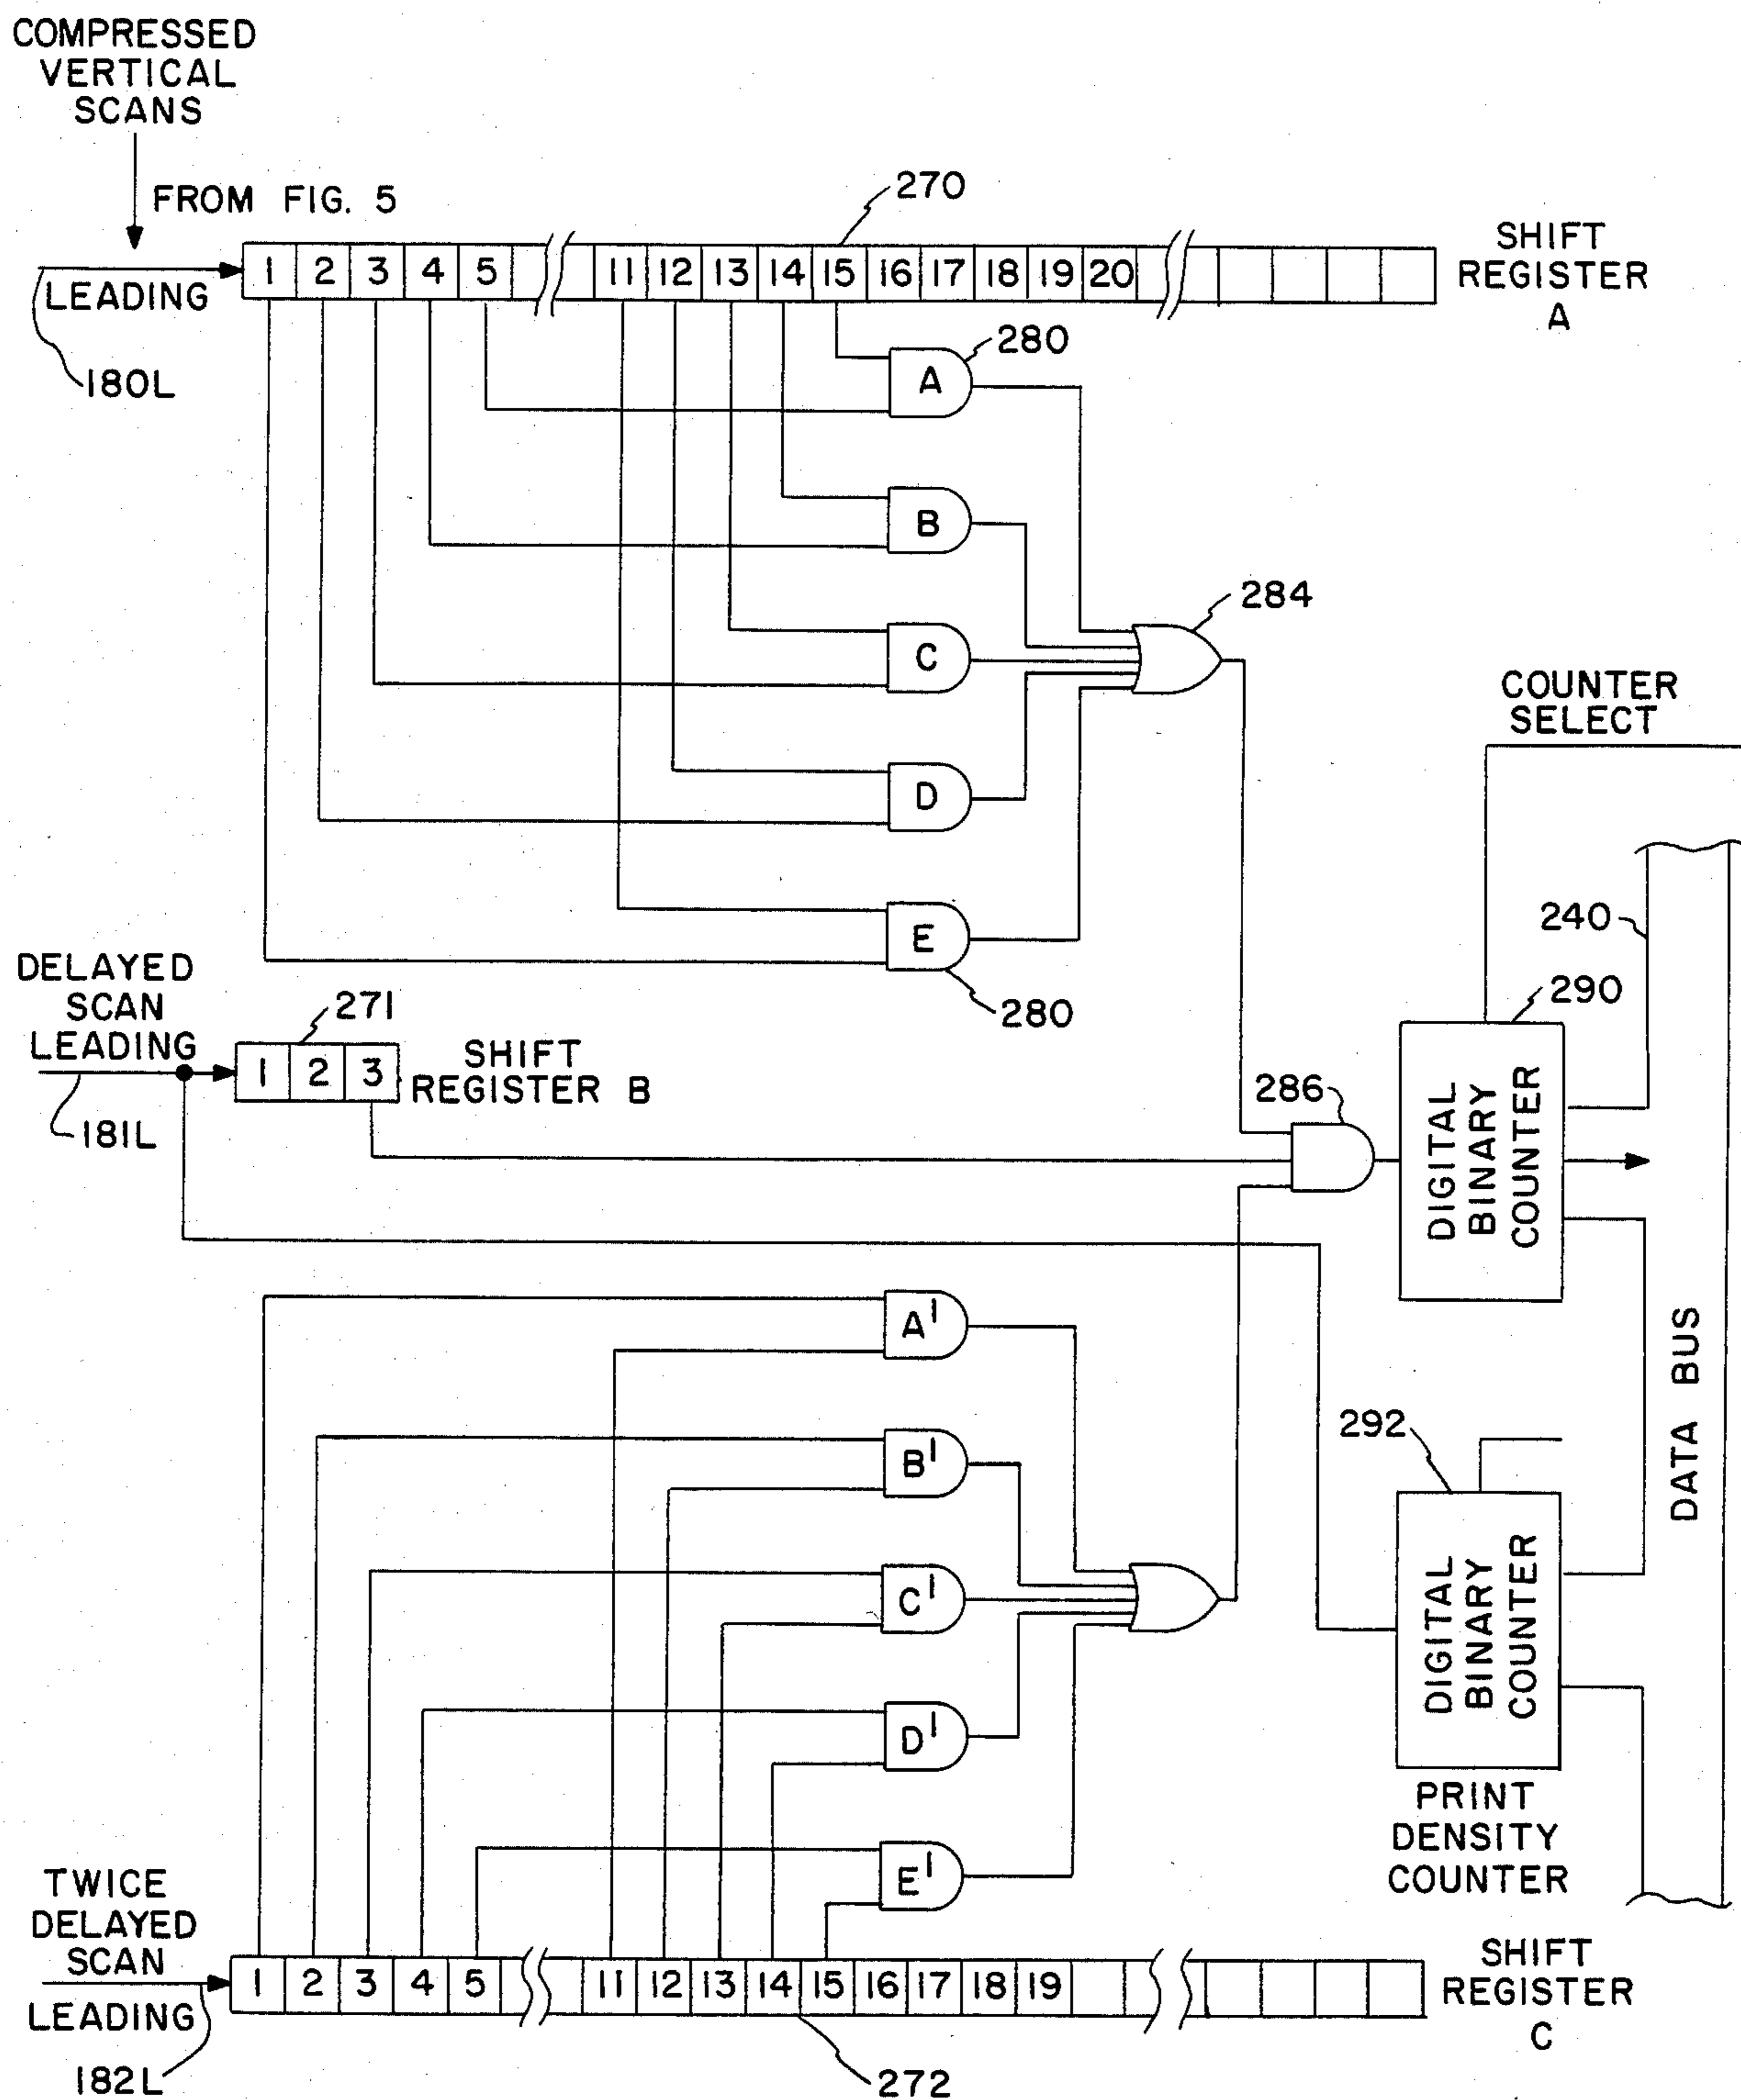 COMPRESSED
VERTICAL
SCANS
FROM FIG. 5
270
1 2 3 4 5 11 12 13 14 15 16 17 18 19 20
SHIFT
REGISTER
A
LEADING
180L
280
A
B
284
C
COUNTER
SELECT
D
240
E
280
DELAYED
SCAN
LEADING
271
1 2 3
SHIFT
REGISTER B
181L
290
286
DIGITAL
BINARY
COUNTER
A'
DATA BUS
B'
292
C'
DIGITAL
BINARY
COUNTER
D'
PRINT
DENSITY
COUNTER
E'
TWICE
DELAYED
SCAN
LEADING
1 2 3 4 5 11 12 13 14 15 16 17 18 19
SHIFT
REGISTER
C
182L
272